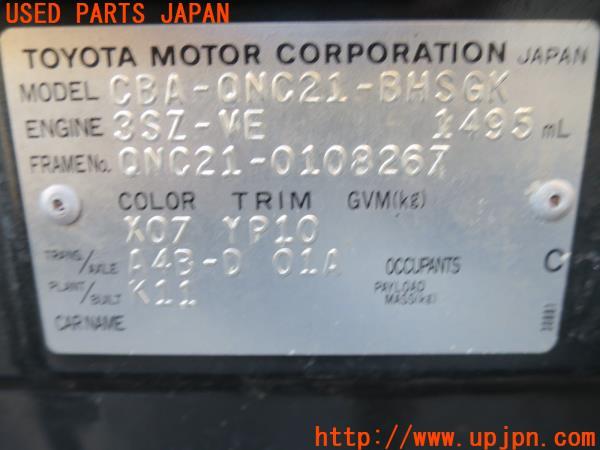 USED PARTS JAPAN
TOYOTA MOTOR CORPORATION JAPAN
MODEL CBA-QNC21-BHSGK
ENGINE 3SZ-VE 1495 mL
FRAME No. QNC21-0108267
COLOR TRIM GVM(kg)
X07 YP10
TRANS/AXLE A4B-D 01A OCCUPANTS C
PLANT/BUILT K11 PAYLOAD MASS(kg)
CAR NAME
http://www.upjpn.com/